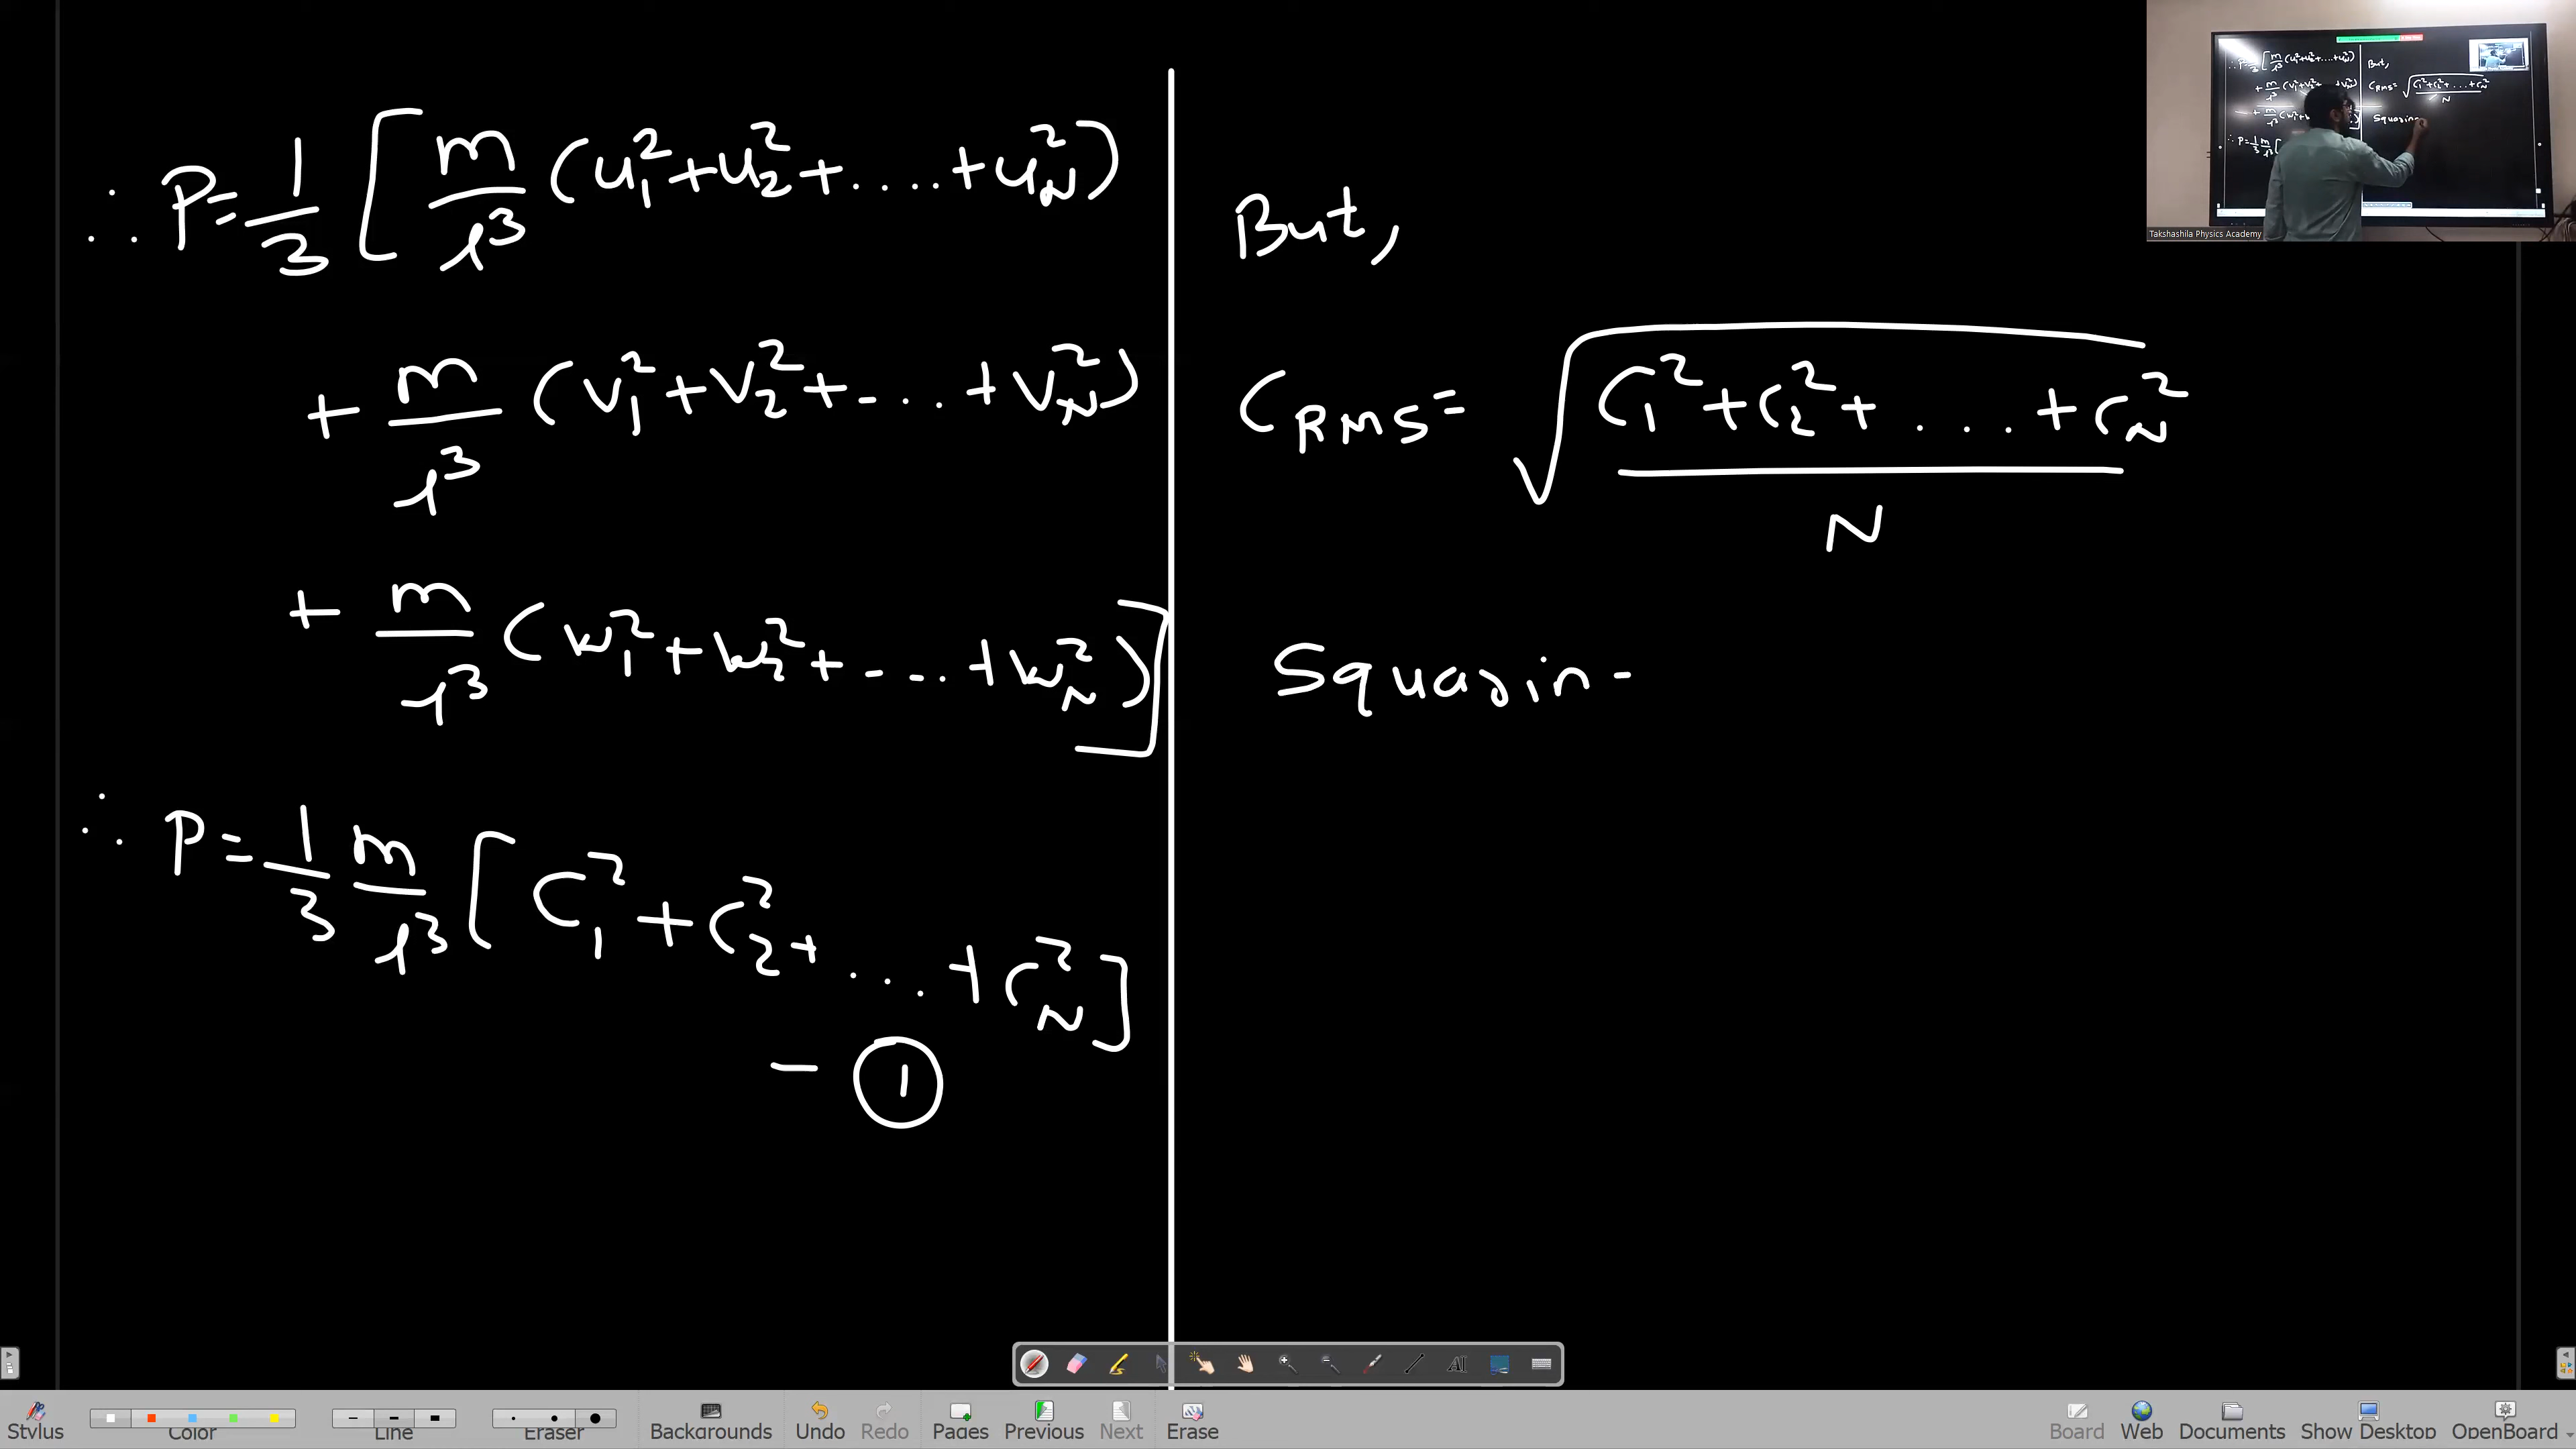 ∴ P = 1/3 [ m/l³ (u₁² + u₂² + .... + u_N²)
+ m/l³ (v₁² + v₂² + - ... + v_N²)
+ m/l³ (w₁² + w₂² + - - .. + w_N²) ]
∴ P = 1/3 m/l³ [ C₁² + C₂² + ... + C_N² ]
- ①
But,
C_RMS = √( (C₁² + C₂² + ... + C_N²) / N )
Squarin
Takshashila Physics Academy
Stylus Color Line Eraser Backgrounds Undo Redo Pages Previous Next Erase Board Web Documents Show Desktop OpenBoard